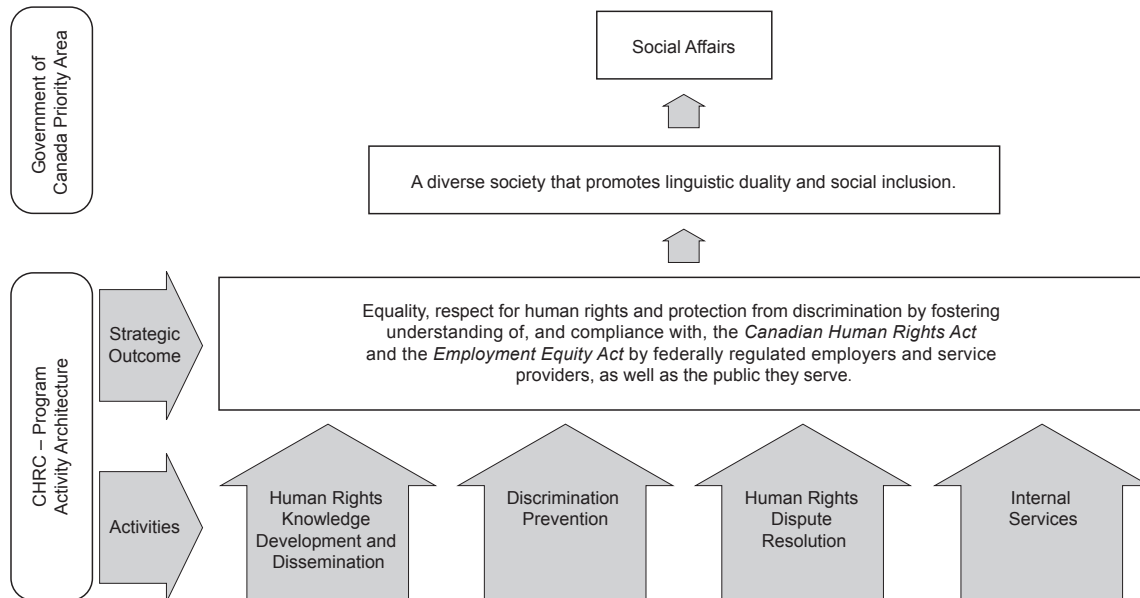 Government of
Canada Priority Area
Social Affairs
A diverse society that promotes linguistic duality and social inclusion.
CHRC – Program
Activity Architecture
Strategic
Outcome
Equality, respect for human rights and protection from discrimination by fostering
understanding of, and compliance with, the Canadian Human Rights Act
and the Employment Equity Act by federally regulated employers and service
providers, as well as the public they serve.
Activities
Human Rights
Knowledge
Development and
Dissemination
Discrimination
Prevention
Human Rights
Dispute
Resolution
Internal
Services